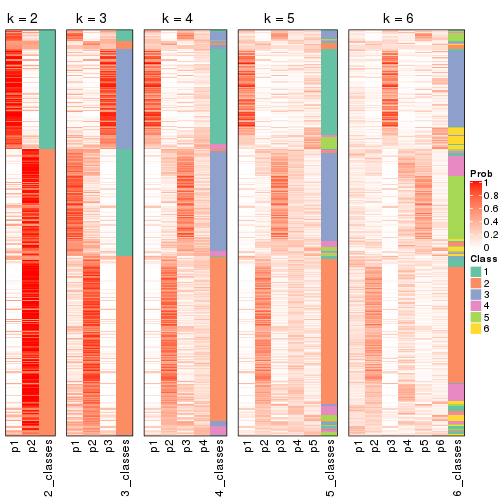 k = 2
k = 3
k = 4
k = 5
k = 6
Prob
1
0.8
0.6
0.4
0.2
0
Class
1
2
3
4
5
6
p1
p2
2_classes
p1
p2
p3
3_classes
p1
p2
p3
p4
4_classes
p1
p2
p3
p4
p5
5_classes
p1
p2
p3
p4
p5
p6
6_classes